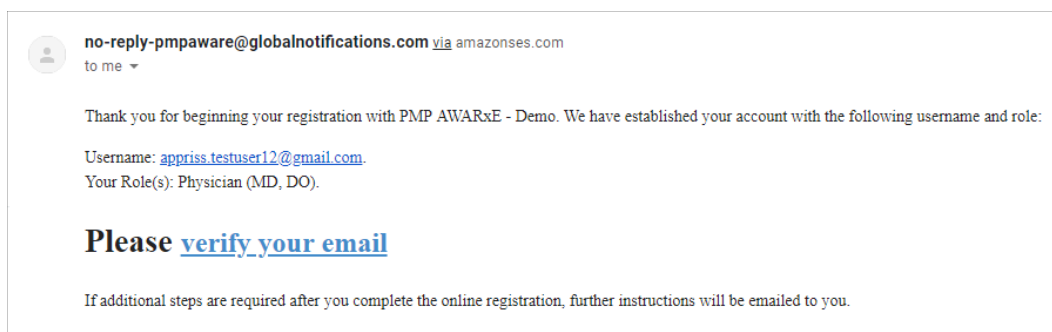 no-reply-pmpaware@globalnotifications.com via amazonses.com
to me
Thank you for beginning your registration with PMP AWARxE - Demo. We have established your account with the following username and role:
Username: appriss.testuser12@gmail.com.
Your Role(s): Physician (MD, DO).
Please verify your email
If additional steps are required after you complete the online registration, further instructions will be emailed to you.